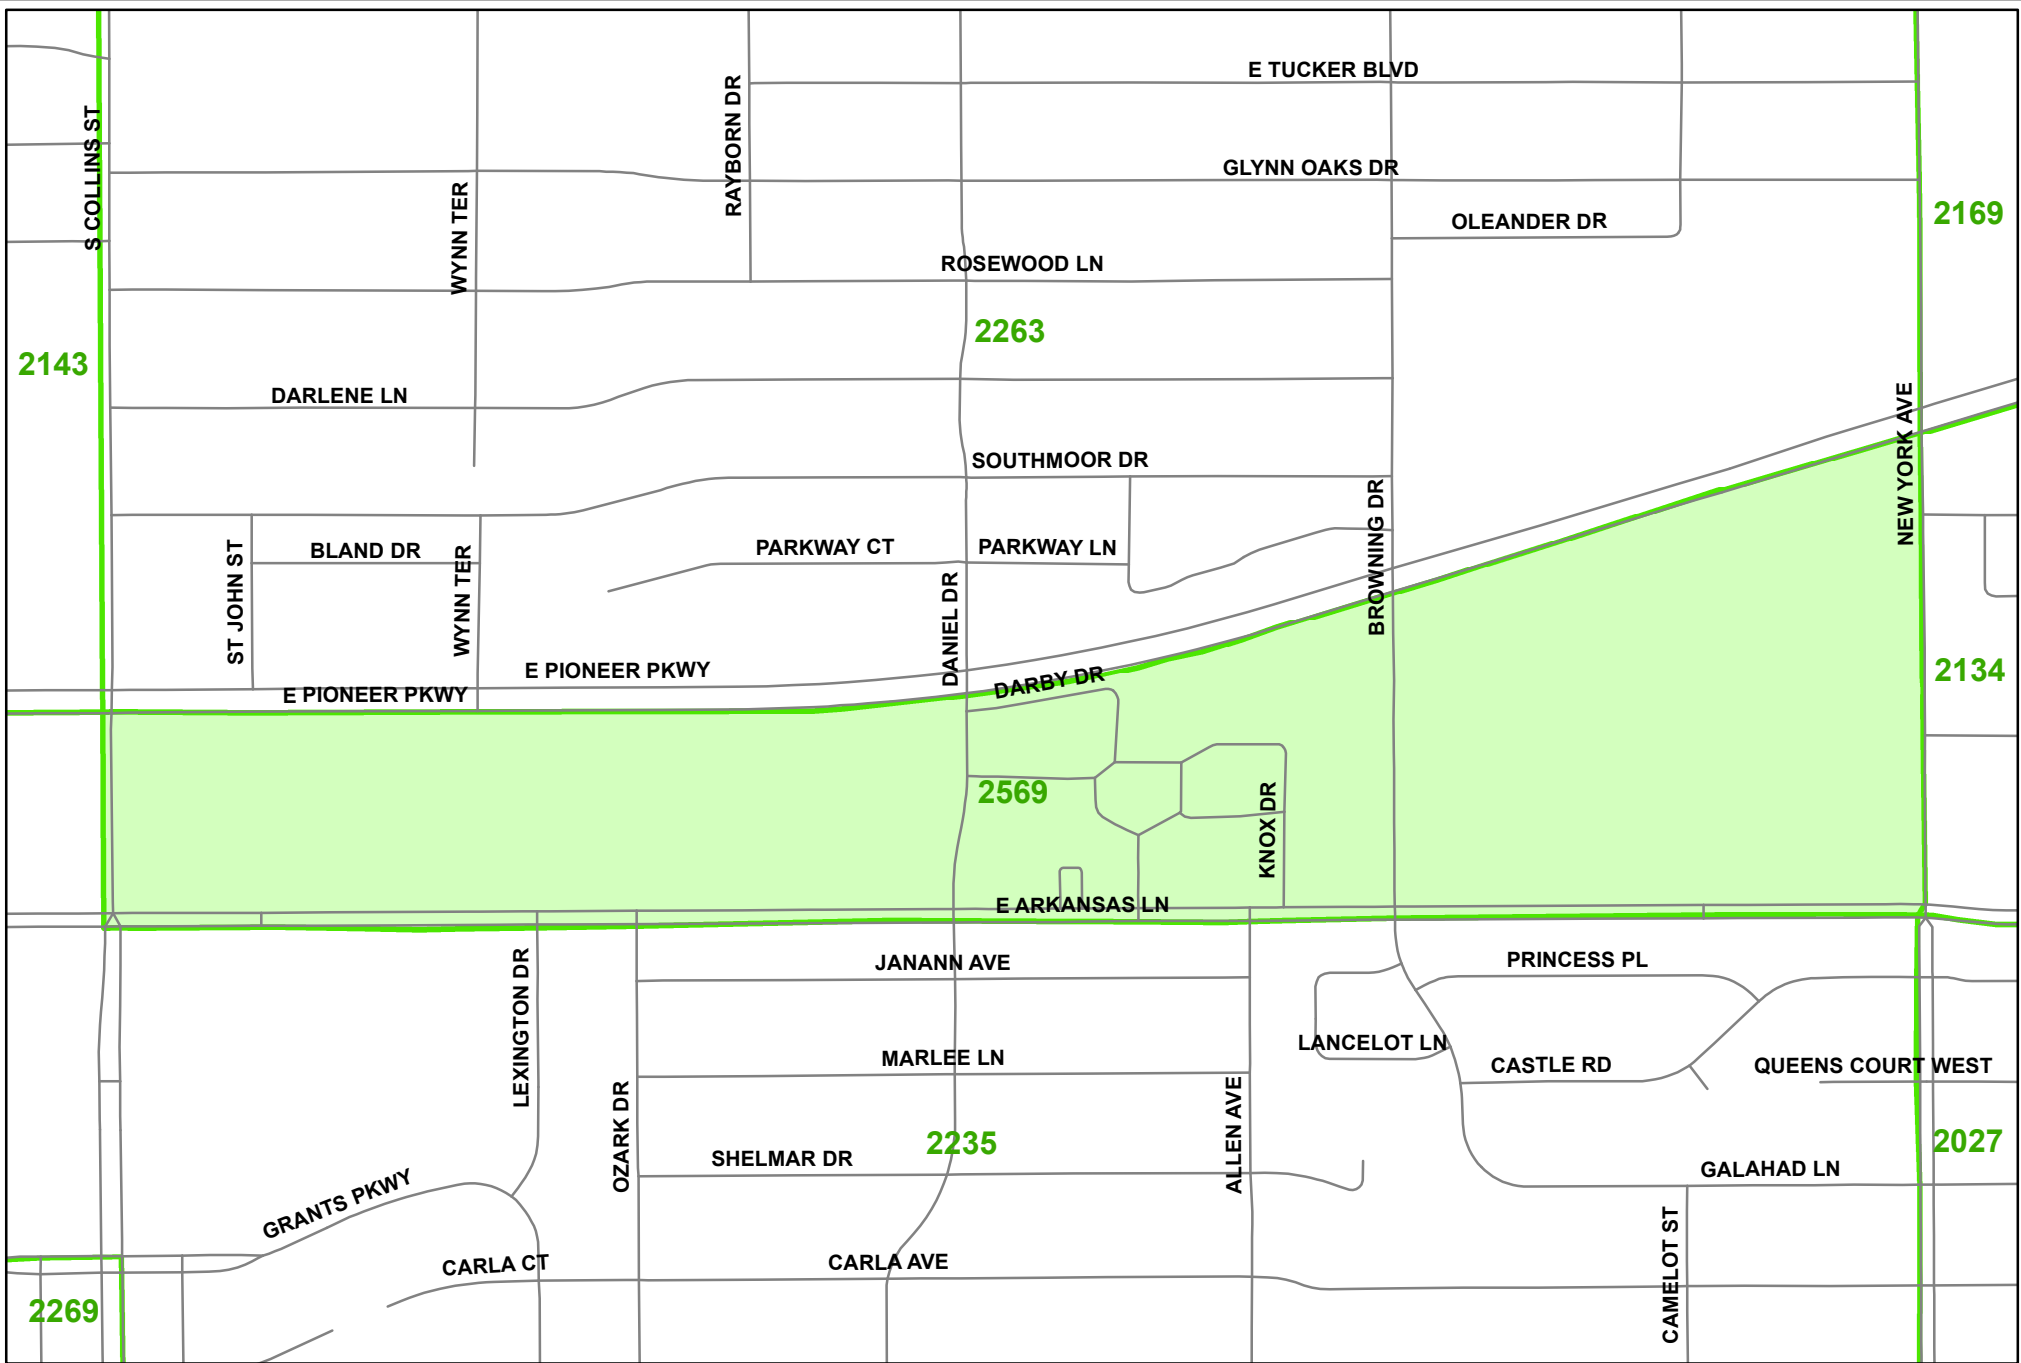 E TUCKER BLVD
RAYBORN DR
S COLLINS ST
GLYNN OAKS DR
WYNN TER
2169
OLEANDER DR
ROSEWOOD LN
2263
2143
DARLENE LN
NEW YORK AVE
SOUTHMOOR DR
BROWNING DR
BLAND DR
PARKWAY CT
PARKWAY LN
ST JOHN ST
WYNN TER
DANIEL DR
E PIONEER PKWY
E PIONEER PKWY
DARBY DR
2134
2569
KNOX DR
E ARKANSAS LN
JANANN AVE
PRINCESS PL
LEXINGTON DR
LANCELOT LN
MARLEE LN
CASTLE RD
QUEENS COURT WEST
OZARK DR
ALLEN AVE
2235
2027
SHELMAR DR
GALAHAD LN
GRANTS PKWY
CARLA CT
CARLA AVE
CAMELOT ST
2269